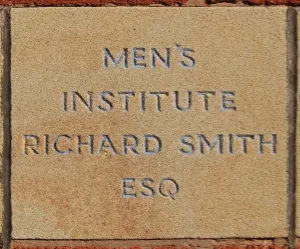 MEN'S
INSTITUTE
RICHARD SMITH
ESQ